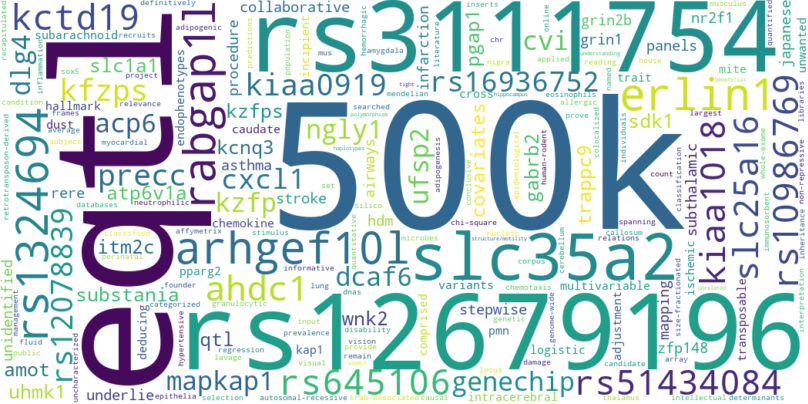 500k
eqtl
rs12679196
rs3111754
slc35a2
rs1324694
rabgap1l
arhgef10l
erlin1
kiaa1018
slc25a16
rs10986769
rs51434084
rs645106
rs12078839
rs16936752
kctd19
kiaa0919
ahdc1
kzfp
kzfps
kfzps
cxcl1
precc
acp6
dlg4
slc1a1
ngly1
ufsp2
gabrb2
cvi
pgap1
nr2f1
grin2b
grin1
trappc9
covariates
sdk1
dcaf6
mapkap1
genechip
wnk2
qtl
itm2c
atp6v1a
rere
amot
uhmk1
substania
underlie
unidentified
deducing
kcnq3
asthma
stroke
caudate
chemokine
hdm
airways
infarction
incipient
procedure
endophenotypes
subarachnoid
collaborative
hemorrhagic
amygdala
panels
japanese
trait
mite
cross
subthalamic
ischemic
mapping
transposable
zfp148
adjustment
multivariable
variants
stepwise
logistic
pmn
comprised
intracerebral
kap1
prevalence
disability
pparg2
hypertensive
hallmark
dust
myocardial
neutrophilic
affymetrix
databases
retrotransposon-derived
recapitulated
definitively
adipogenic
recruits
inflammation
sox5
project
condition
frames
relevance
average
subject
searched
mendelian
tight
hippocampus
polymorphisms
haplotypes
set
silico
quantitative
microbes
stimulus
lung
informative
dnas
founder
granulocytic
categorized
input
genetic
regression
vision
lavage
visual
provide
remain
selection
autosomal-recessive
krab-associated
causal
locus
genome-wide
damage
candidate
array
thalamus
intellectual
determinants
epilepsy
uncharacterized
management
fluid
public
classified
perinatal
chi-square
nucleic
conclusive
epidemiological
adipogenesis
human-rodent
colocalized
individuals
eosinophils
allergic
prove
named
reading
house
applied
online
inserts
population
predictions
literature
mus
chr
nigra
understanding
beneficial
musculus
quantified
unwanted
libraries
largest
count
classification
whole-exome
spanning
callosum
relations
corpus
cerebellum
chemotaxis
structure/motility
unrelated
size-fractionated
immunosorbent
inheritance
non-repressive